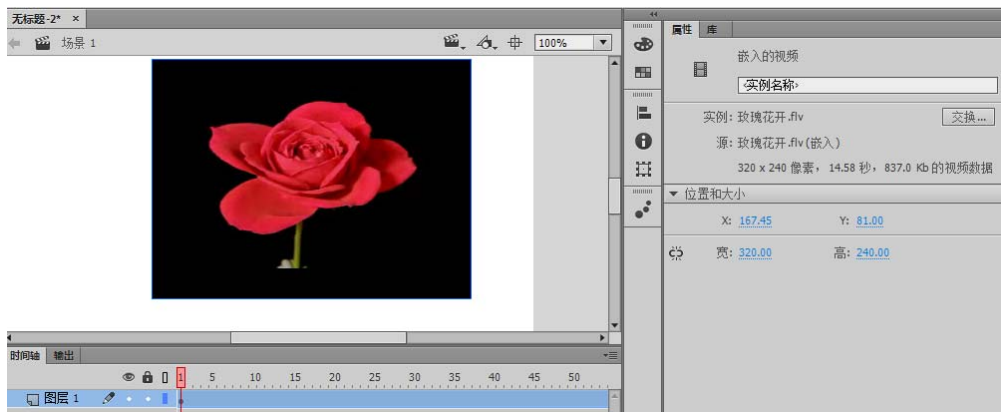 无标题-2* ×
场景 1
100%
属性 库
嵌入的视频
<实例名称>
实例: 玫瑰花开.flv
交换...
源: 玫瑰花开.flv(嵌入)
320 x 240 像素, 14.58 秒, 837.0 Kb 的视频数据
位置和大小
X: 167.45 Y: 81.00
宽: 320.00 高: 240.00
时间轴 输出
1 5 10 15 20 25 30 35 40 45 50
图层 1